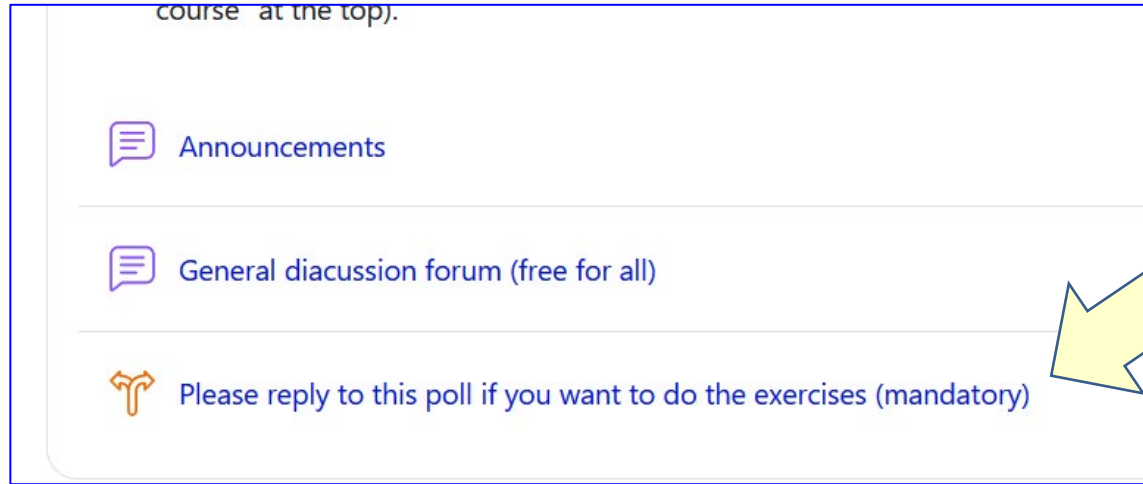 course" at the top).
Announcements
General diacussion forum (free for all)
Please reply to this poll if you want to do the exercises (mandatory)